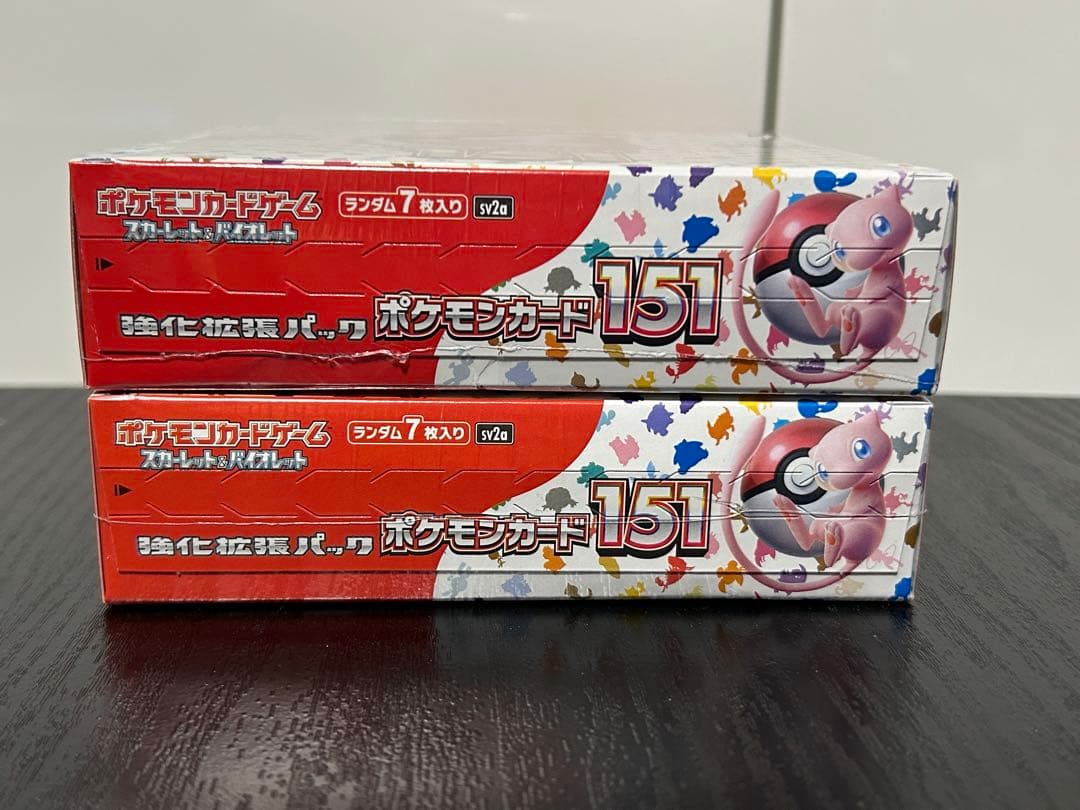 ポケモンカードゲーム
スカーレット&バイオレット
ランダム7枚入り
sv2a
強化拡張パック
ポケモンカード151
ポケモンカードゲーム
スカーレット&バイオレット
ランダム7枚入り
sv2a
強化拡張パック
ポケモンカード151